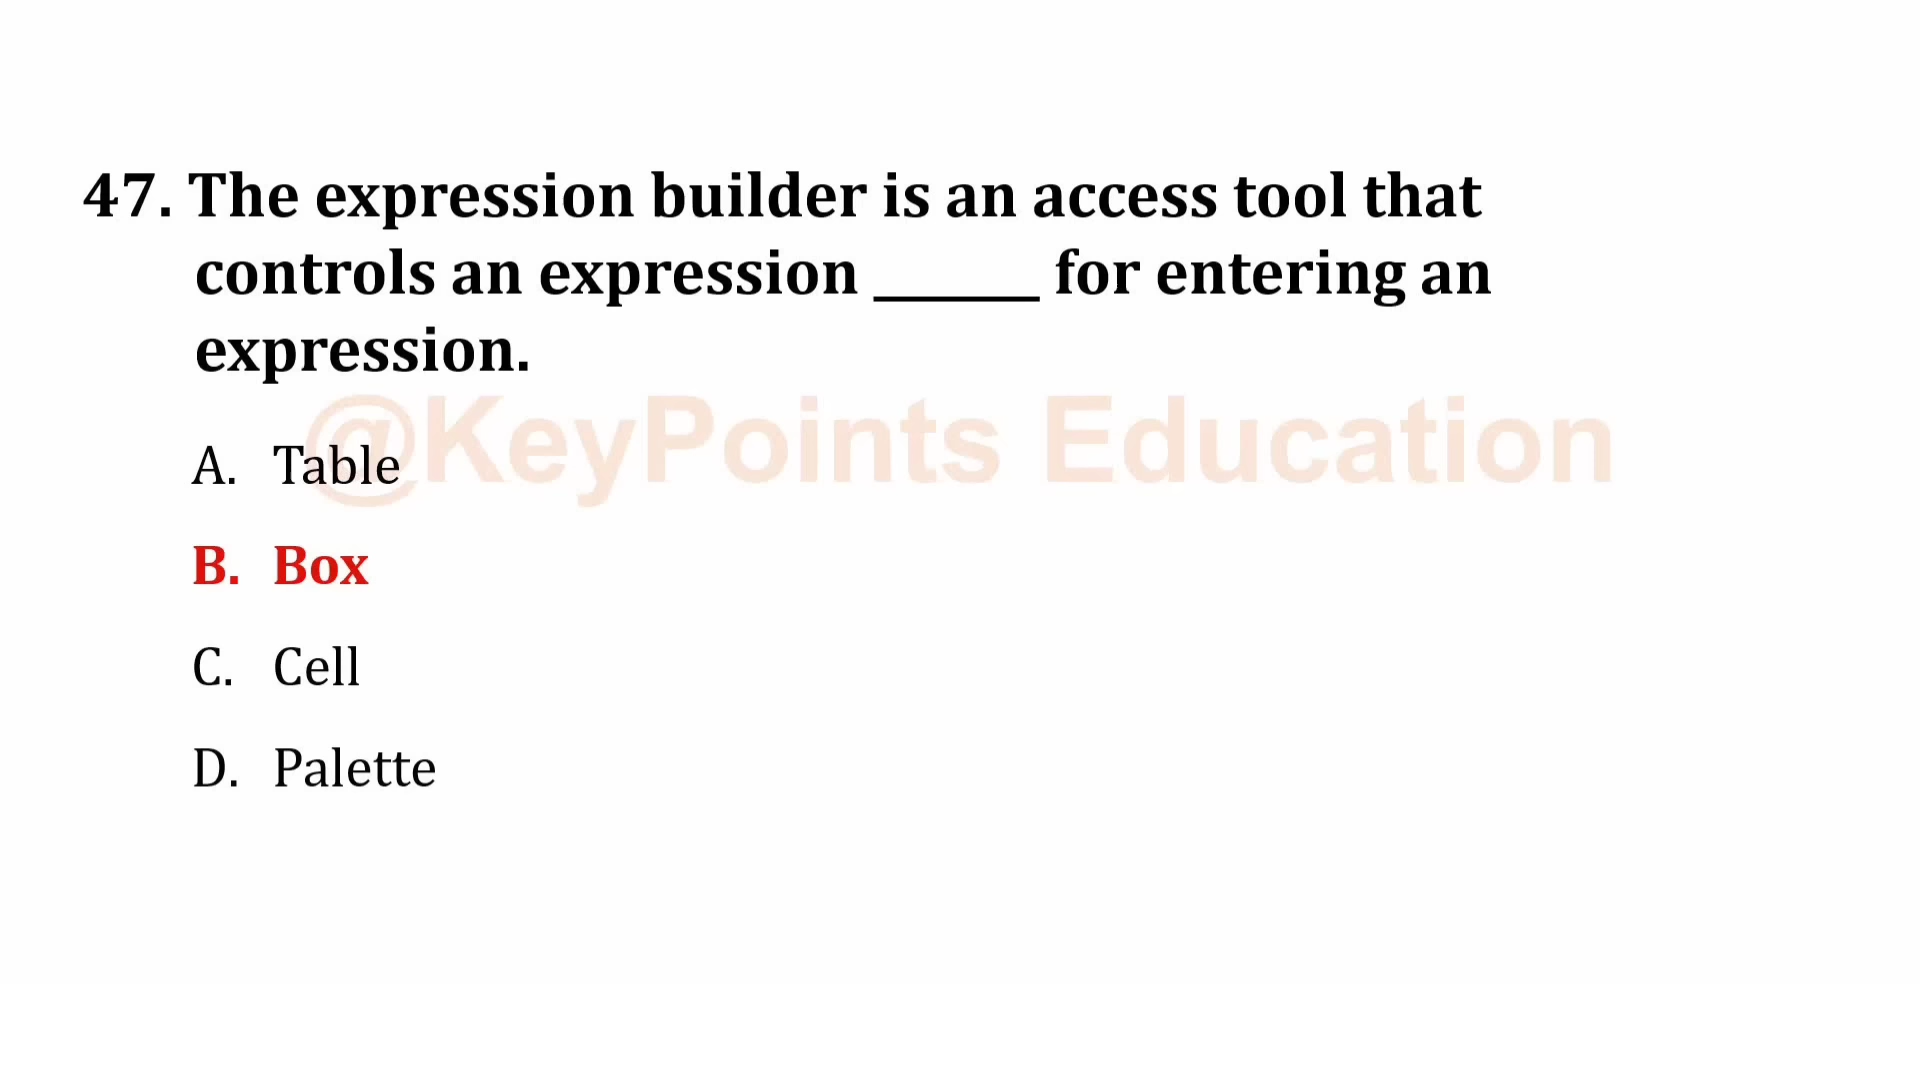 47. The expression builder is an access tool that
controls an expression ______ for entering an
expression.
@KeyPoints Education
A. Table
B. Box
C. Cell
D. Palette